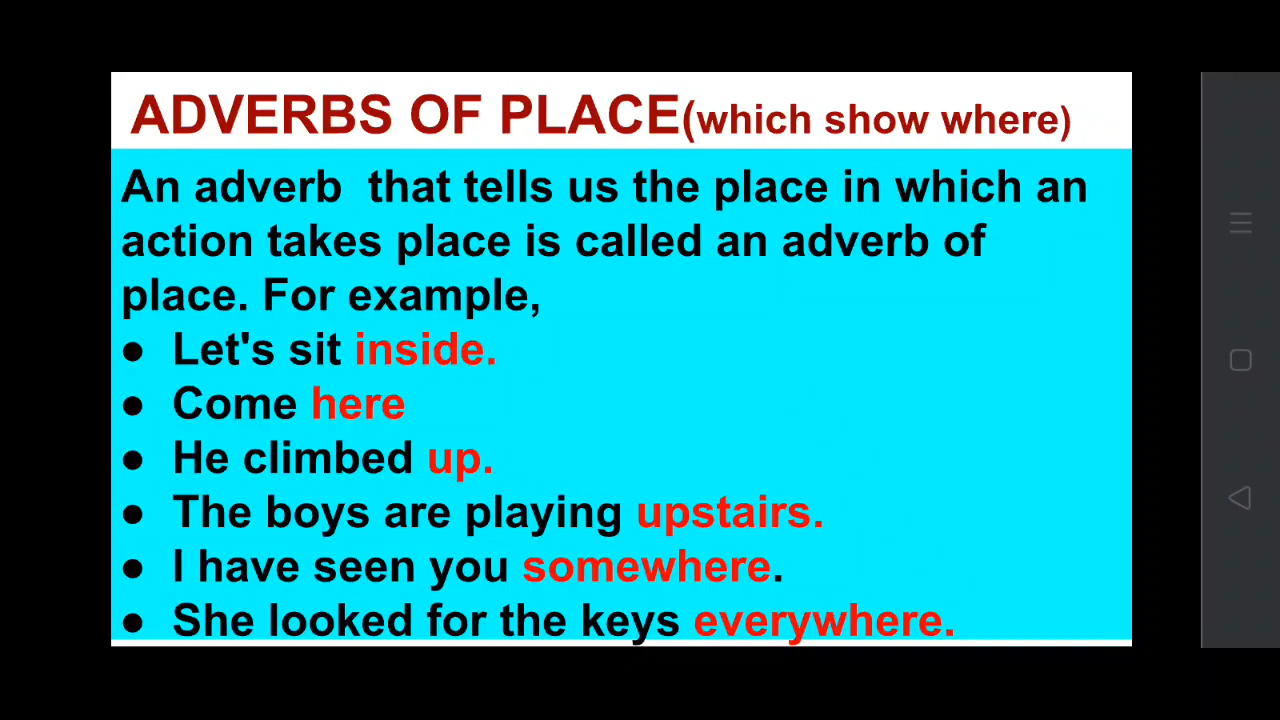 ADVERBS OF PLACE(which show where)
An adverb  that tells us the place in which an
action takes place is called an adverb of
place. For example,
● Let's sit inside.
● Come here
● He climbed up.
● The boys are playing upstairs.
● I have seen you somewhere.
● She looked for the keys everywhere.